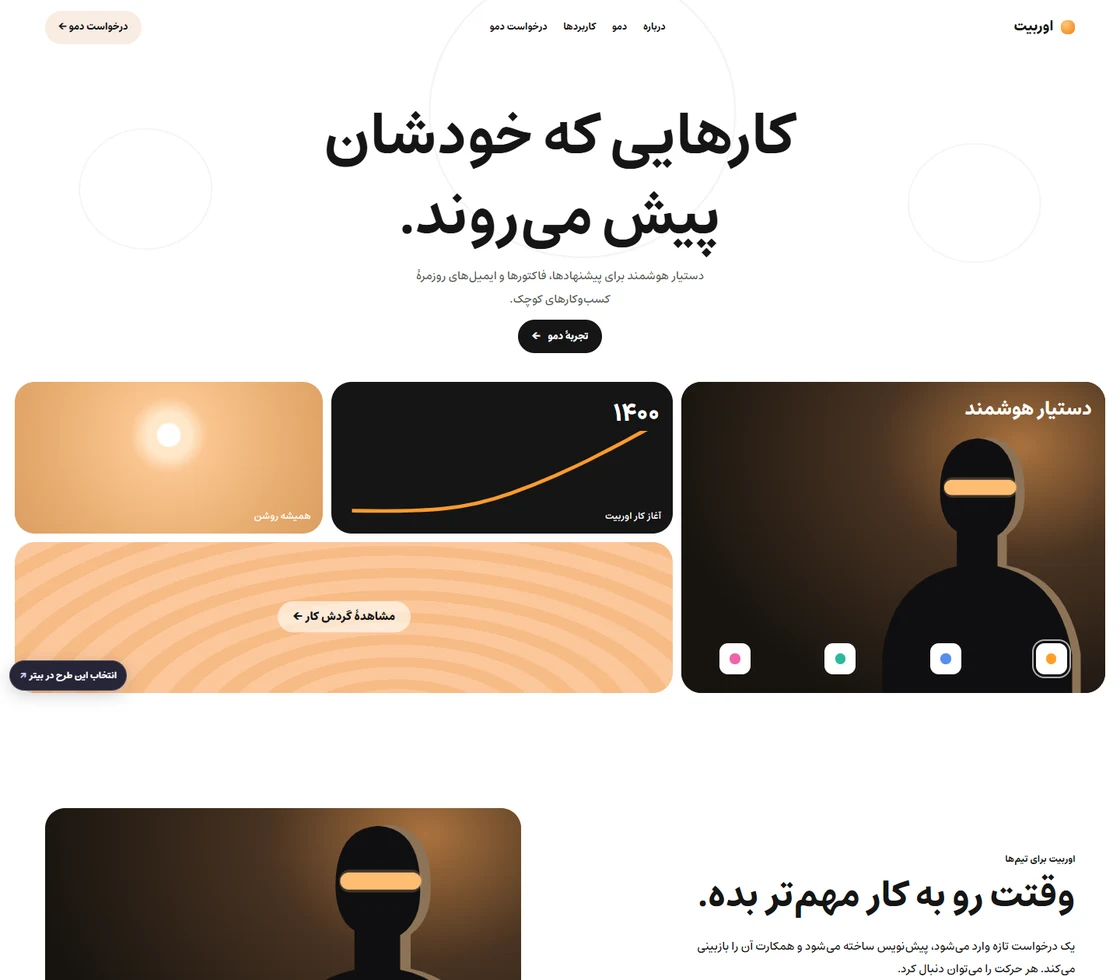 اوربیت
درباره
دمو
کاربردها
درخواست دمو
درخواست دمو ←
کارهایی که خودشان
پیش می‌روند.
دستیار هوشمند برای پیشنهادها، فاکتورها و ایمیل‌های روزمرهٔ
کسب‌وکارهای کوچک.
تجربهٔ دمو ←
دستیار هوشمند
۱۴۰۰
آغاز کار اوربیت
همیشه روشن
مشاهدهٔ گردش کار ←
انتخاب این طرح در بیتر ↗
اوربیت برای تیم‌ها
وقتت رو به کار مهم‌تر بده.
یک درخواست تازه وارد می‌شود، پیش‌نویس ساخته می‌شود و همکارت آن را بازبینی
می‌کند. هر حرکت را می‌توان دنبال کرد.